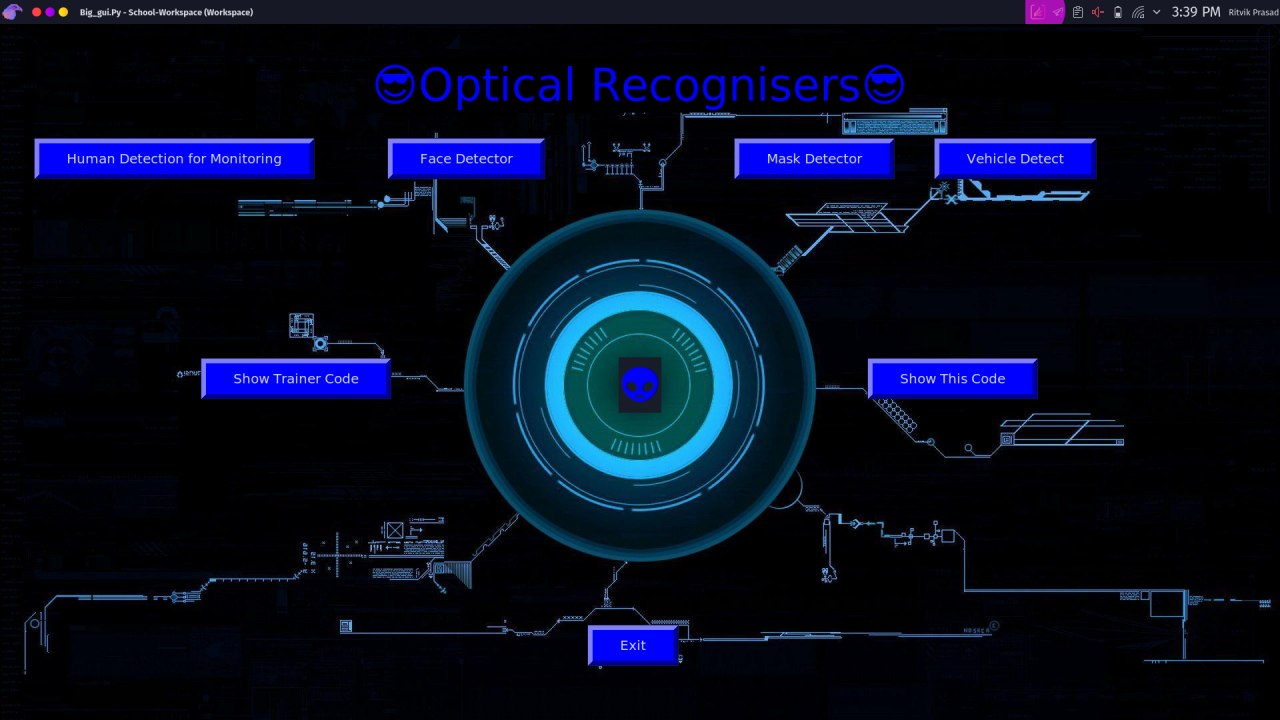 Big_gui.Py - School-Workspace (Workspace)
3:39 PM
Ritvik Prasad
😎Optical Recognisers😎
Human Detection for Monitoring
Face Detector
Mask Detector
Vehicle Detect
Show Trainer Code
Show This Code
Exit